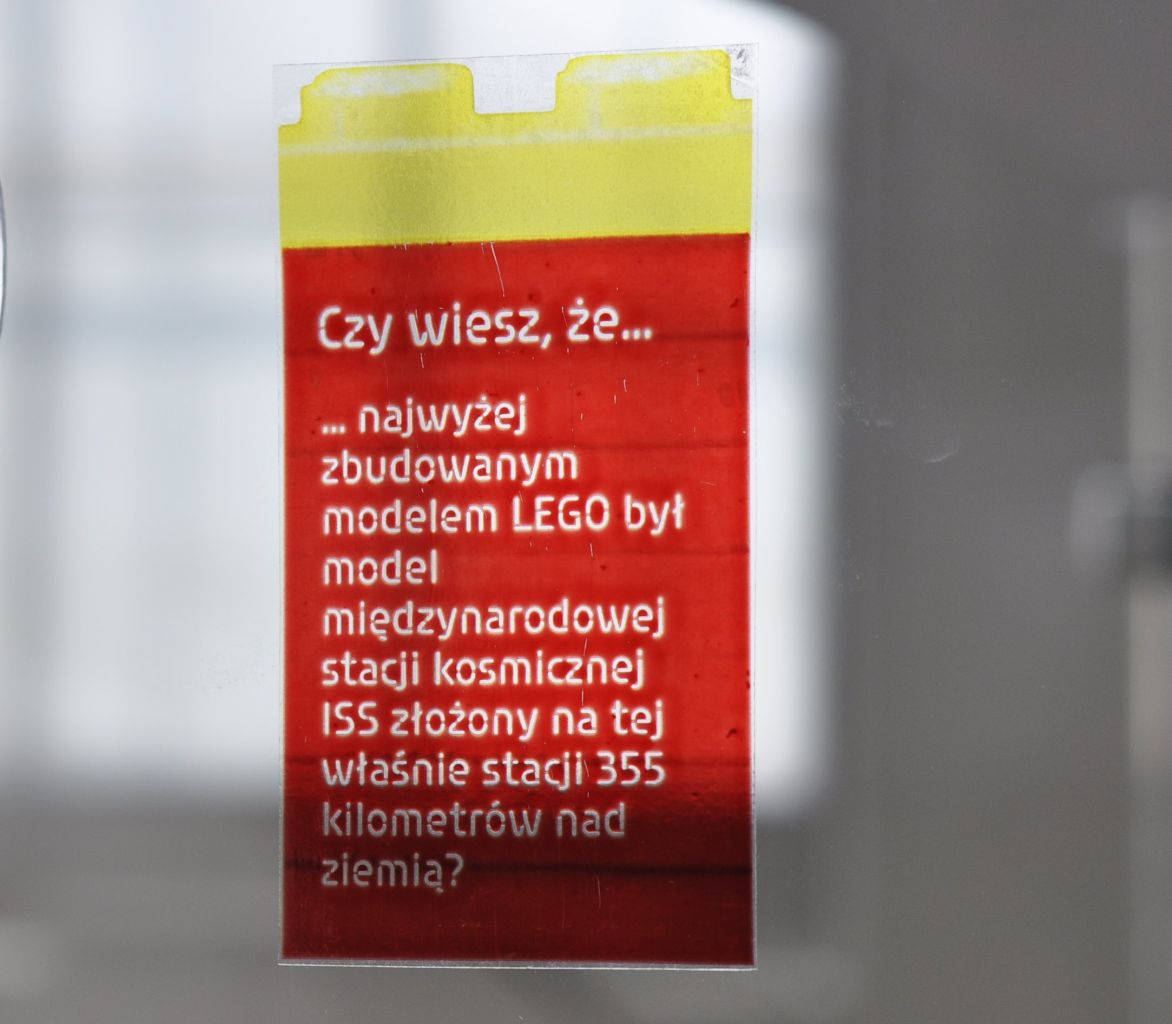 Czy wiesz, że...
... najwyżej
zbudowanym
modelem LEGO był
model
międzynarodowej
stacji kosmicznej
ISS złożony na tej
właśnie stacji 355
kilometrów nad
ziemią?